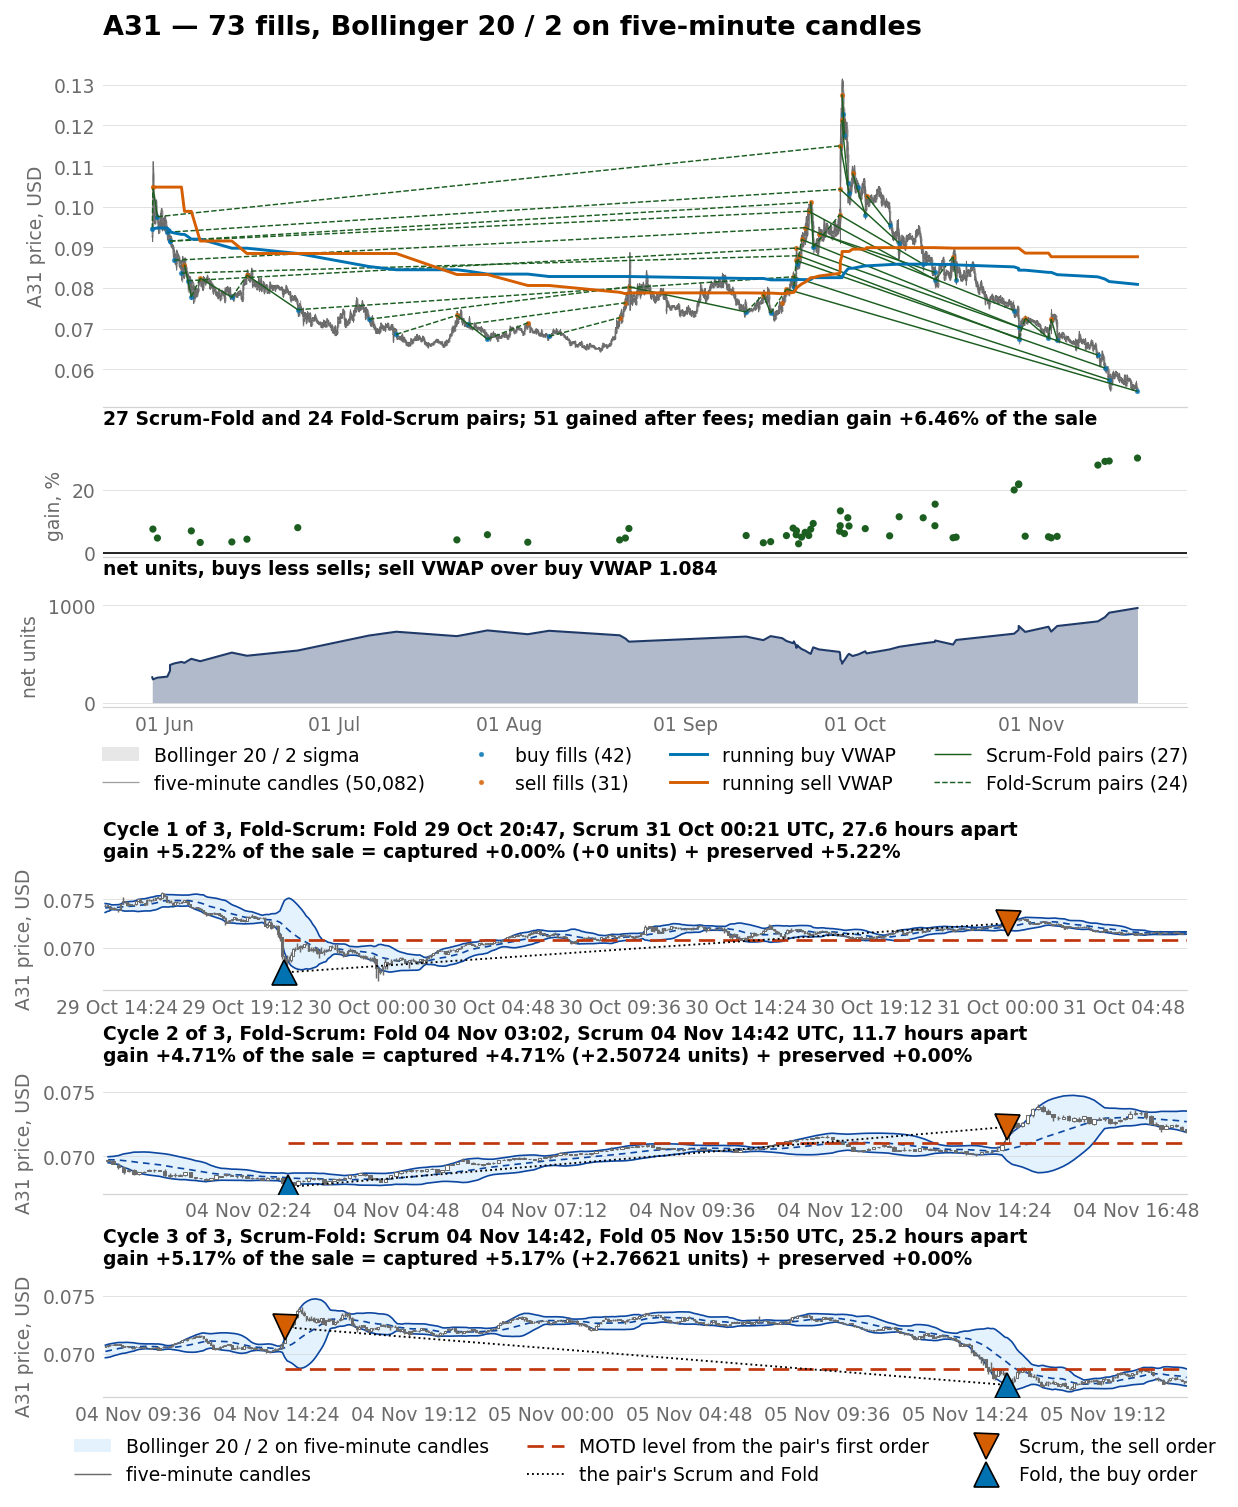 A31 — 73 fills, Bollinger 20 / 2 on five-minute candles
A31 price, USD
0.13
0.12
0.11
0.10
0.09
0.08
0.07
0.06
27 Scrum-Fold and 24 Fold-Scrum pairs; 51 gained after fees; median gain +6.46% of the sale
gain, %
20
0
net units, buys less sells; sell VWAP over buy VWAP 1.084
net units
1000
0
01 Jun 01 Jul 01 Aug 01 Sep 01 Oct 01 Nov
Bollinger 20 / 2 sigma buy fills (42) running buy VWAP Scrum-Fold pairs (27)
five-minute candles (50,082) sell fills (31) running sell VWAP Fold-Scrum pairs (24)
Cycle 1 of 3, Fold-Scrum: Fold 29 Oct 20:47, Scrum 31 Oct 00:21 UTC, 27.6 hours apart
gain +5.22% of the sale = captured +0.00% (+0 units) + preserved +5.22%
A31 price, USD
0.075
0.070
29 Oct 14:24 29 Oct 19:12 30 Oct 00:00 30 Oct 04:48 30 Oct 09:36 30 Oct 14:24 30 Oct 19:12 31 Oct 00:00 31 Oct 04:48
Cycle 2 of 3, Fold-Scrum: Fold 04 Nov 03:02, Scrum 04 Nov 14:42 UTC, 11.7 hours apart
gain +4.71% of the sale = captured +4.71% (+2.50724 units) + preserved +0.00%
A31 price, USD
0.075
0.070
04 Nov 02:24 04 Nov 04:48 04 Nov 07:12 04 Nov 09:36 04 Nov 12:00 04 Nov 14:24 04 Nov 16:48
Cycle 3 of 3, Scrum-Fold: Scrum 04 Nov 14:42, Fold 05 Nov 15:50 UTC, 25.2 hours apart
gain +5.17% of the sale = captured +5.17% (+2.76621 units) + preserved +0.00%
A31 price, USD
0.075
0.070
04 Nov 09:36 04 Nov 14:24 04 Nov 19:12 05 Nov 00:00 05 Nov 04:48 05 Nov 09:36 05 Nov 14:24 05 Nov 19:12
Bollinger 20 / 2 on five-minute candles MOTD level from the pair's first order Scrum, the sell order
five-minute candles the pair's Scrum and Fold Fold, the buy order